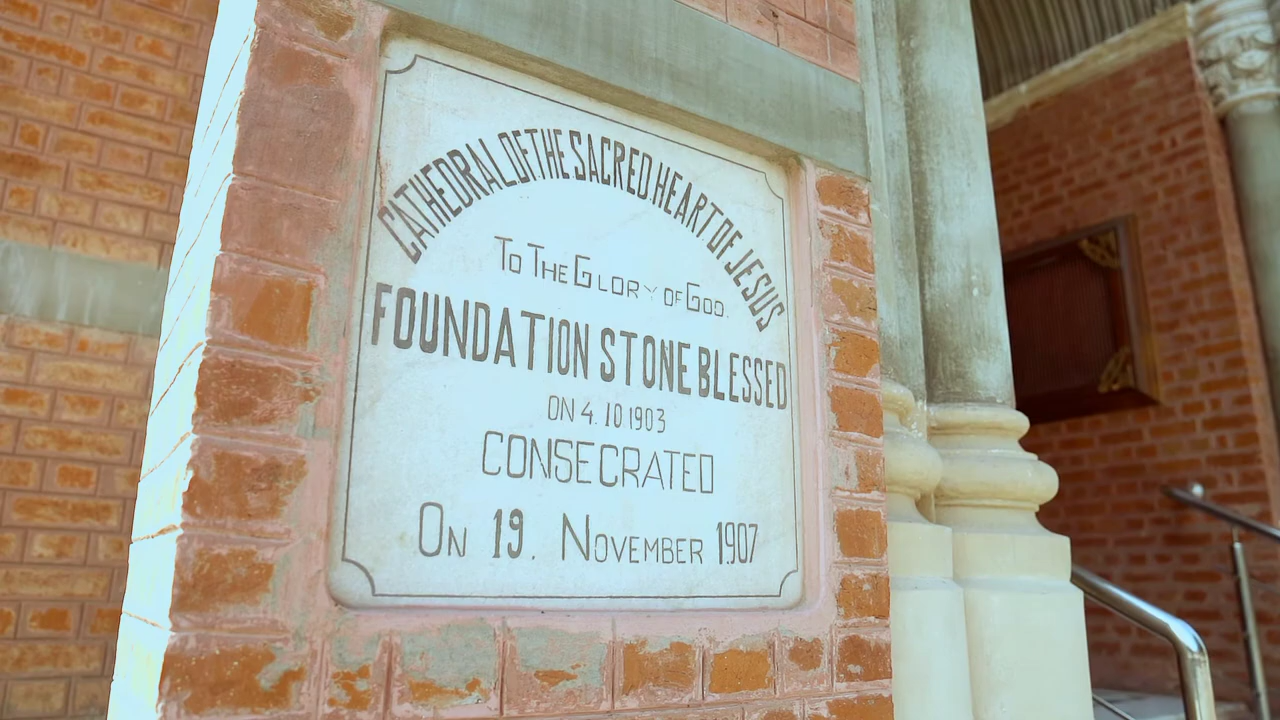 CATHEDRAL OF THE SACRED HEART OF JESUS
TO THE GLORY OF GOD.
FOUNDATION STONE BLESSED
ON 4.10 1903
CONSECRATED
ON 19. NOVEMBER 1907